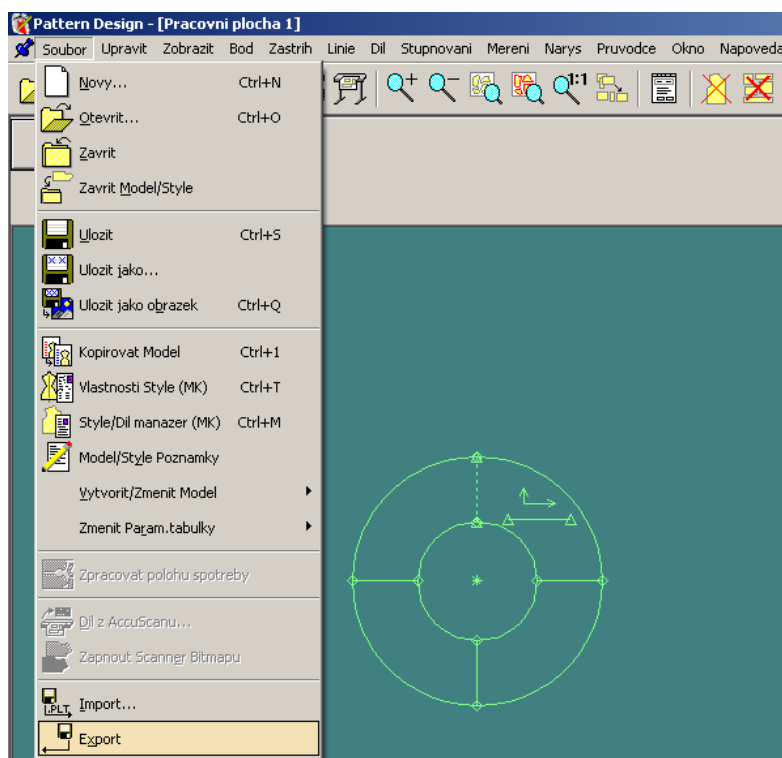 Pattern Design - [Pracovni plocha 1]
Soubor Upravit Zobrazit Bod Zastrih Linie Dil Stupnovani Mereni Narys Pruvodce Okno Napoveda
1:1
Novy... Ctrl+N
Otevrit... Ctrl+O
Zavrit
Zavrit Model/Style
Ulozit Ctrl+S
Ulozit jako...
Ulozit jako obrazek Ctrl+Q
Kopirovat Model Ctrl+1
Vlastnosti Style (MK) Ctrl+T
Style/Dil manazer (MK) Ctrl+M
Model/Style Poznamky
Vytvorit/Zmenit Model
Zmenit Param.tabulky
Zpracovat polohu spotreby
Dil z AccuScanu...
Zapnout Scanner Bitmapu
.PLT Import...
Export